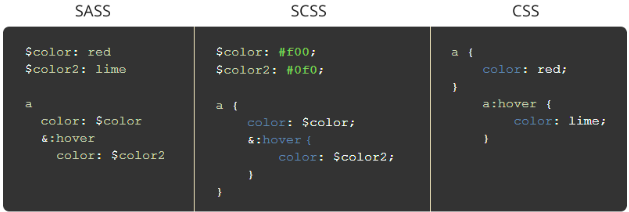 SASS
$color: red
$color2: lime
a
color: $color
&:hover
color: $color2
SCSS
$color: #f00;
$color2: #0f0;
a {
color: $color;
&:hover {
color: $color2;
}
}
CSS
a {
color: red;
}
a:hover {
color: lime;
}